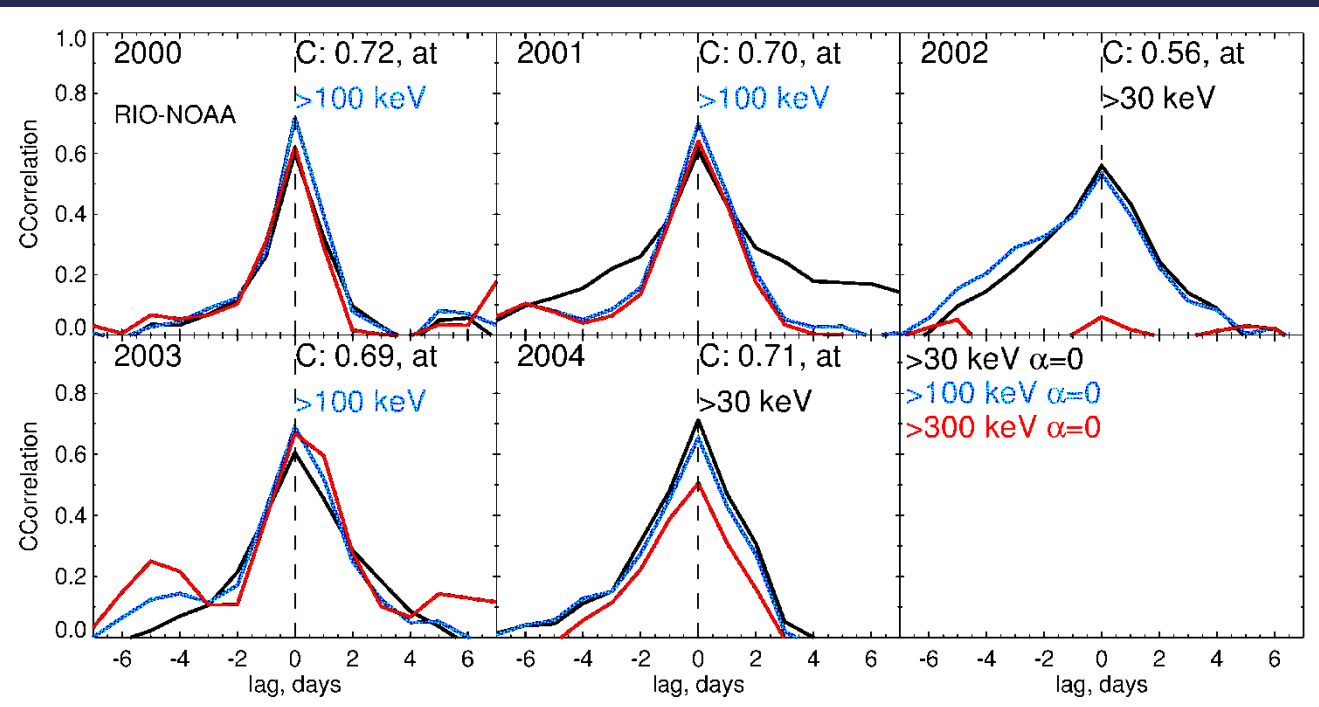 2000
C: 0.72, at
>100 keV
RIO-NOAA
2001
C: 0.70, at
>100 keV
2002
C: 0.56, at
>30 keV
1.0
0.8
0.6
0.4
0.2
0.0
CCorrelation
2003
C: 0.69, at
>100 keV
2004
C: 0.71, at
>30 keV
>30 keV α=0
>100 keV α=0
>300 keV α=0
0.8
0.6
0.4
0.2
0.0
CCorrelation
-6 -4 -2 0 2 4 6
lag, days
-6 -4 -2 0 2 4 6
lag, days
-6 -4 -2 0 2 4 6
lag, days